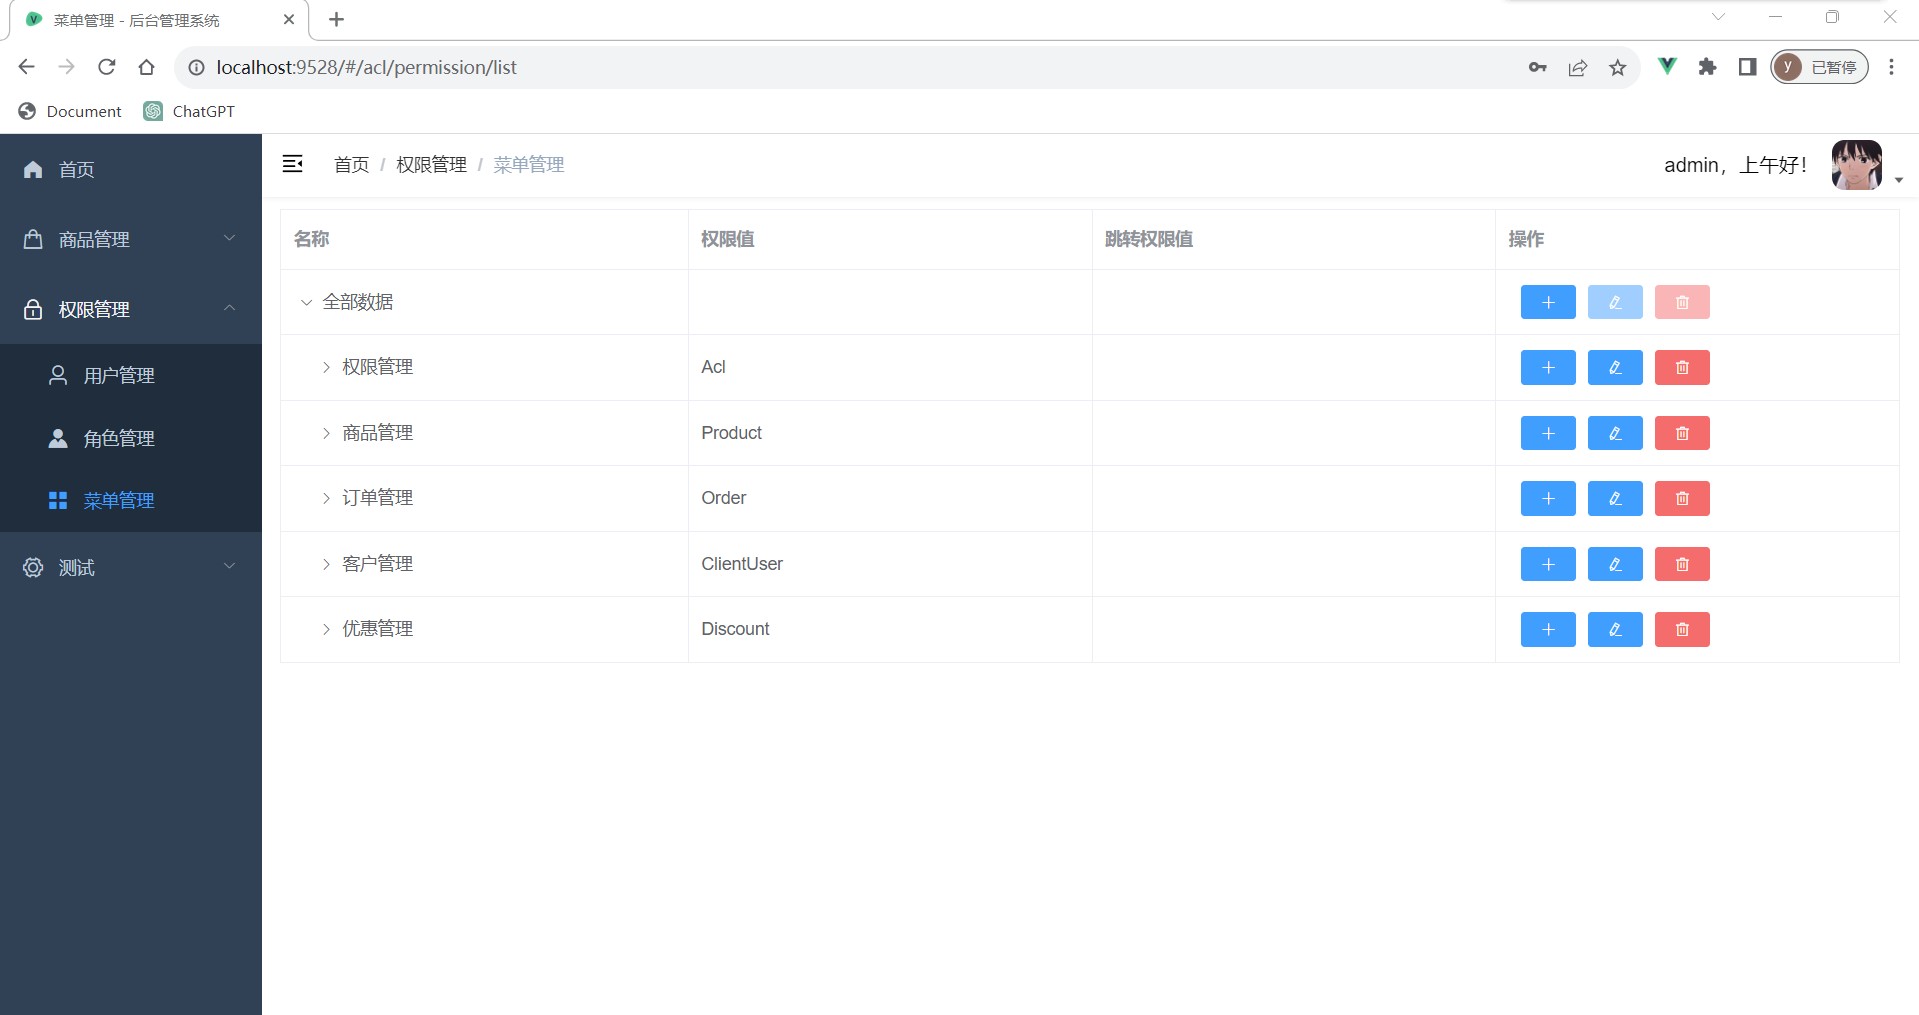 菜单管理 - 后台管理系统
localhost:9528/#/acl/permission/list
y 已暂停
Document ChatGPT
首页
商品管理
权限管理
用户管理
角色管理
菜单管理
测试
首页 / 权限管理 / 菜单管理
admin，上午好！
名称 权限值 跳转权限值 操作
全部数据
权限管理 Acl
商品管理 Product
订单管理 Order
客户管理 ClientUser
优惠管理 Discount